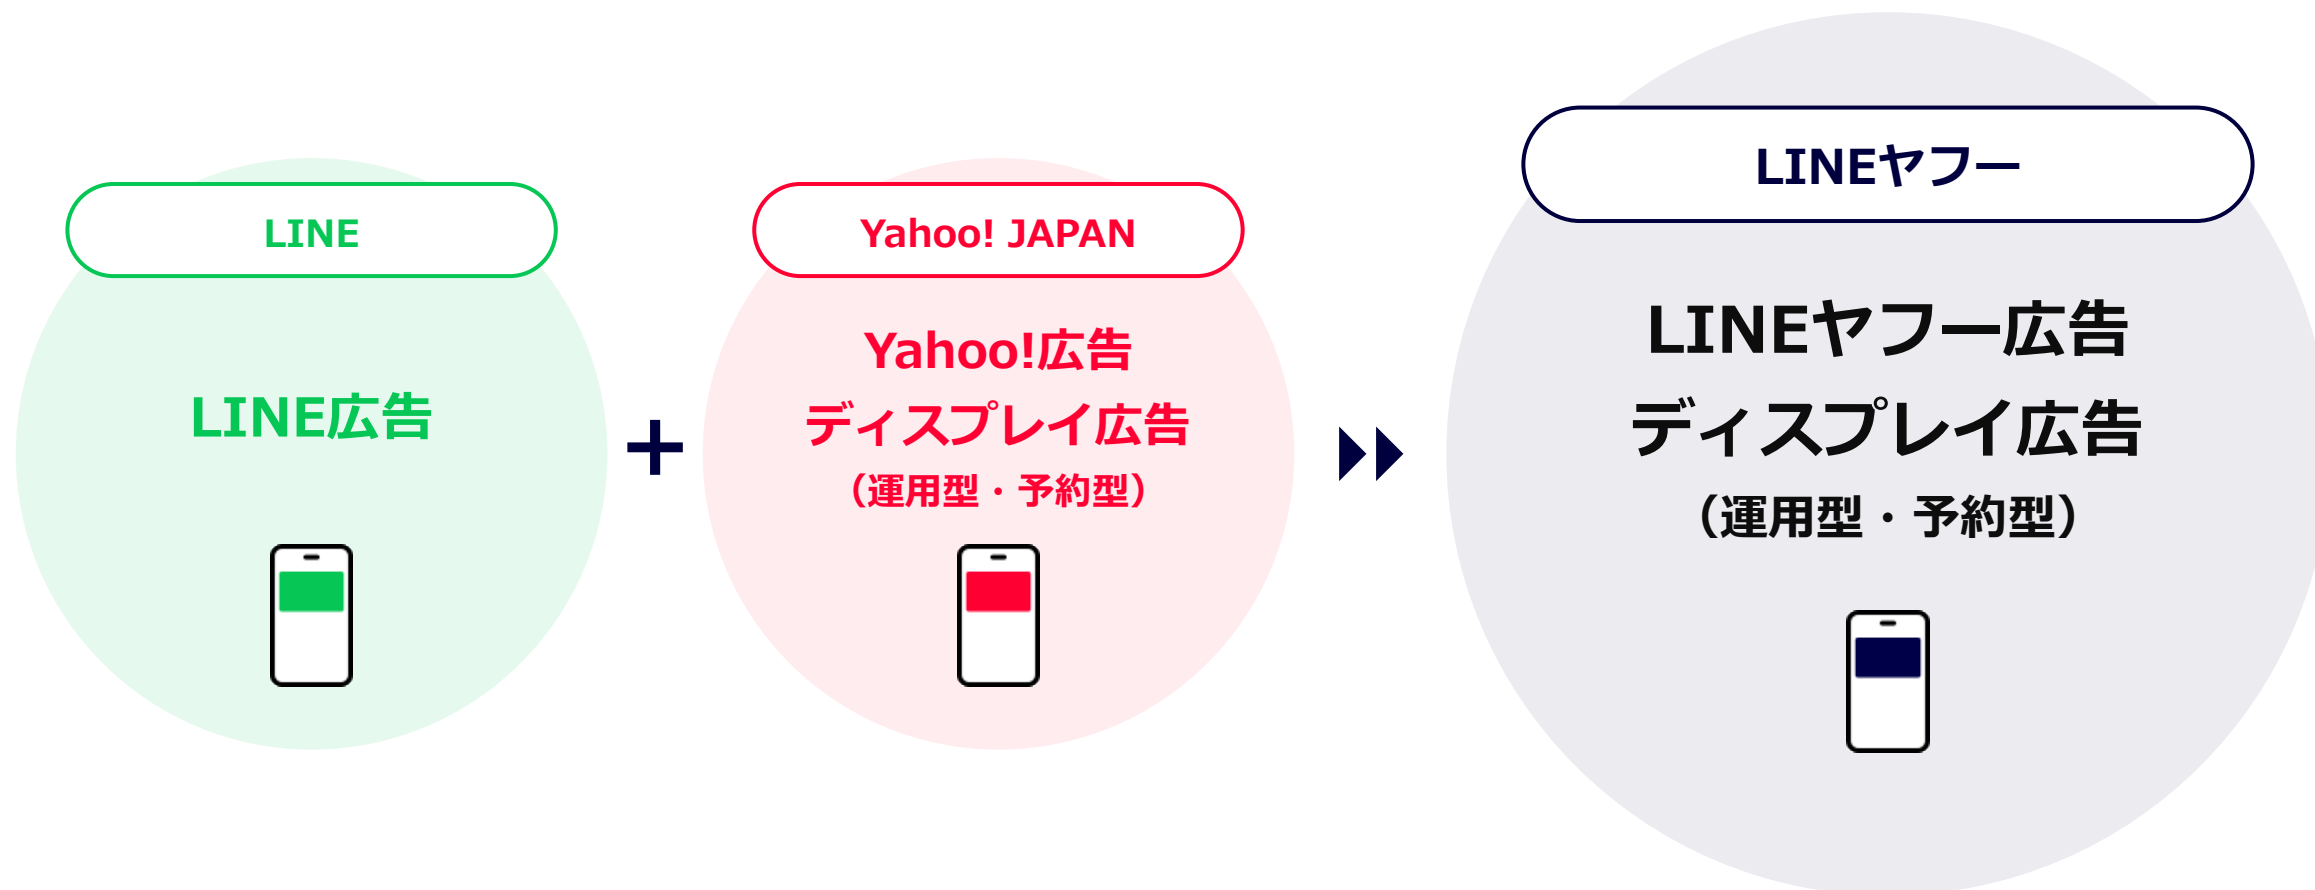 LINE
LINE広告
+
Yahoo! JAPAN
Yahoo!広告
ディスプレイ広告
（運用型・予約型）
LINEヤフー
LINEヤフー広告
ディスプレイ広告
（運用型・予約型）